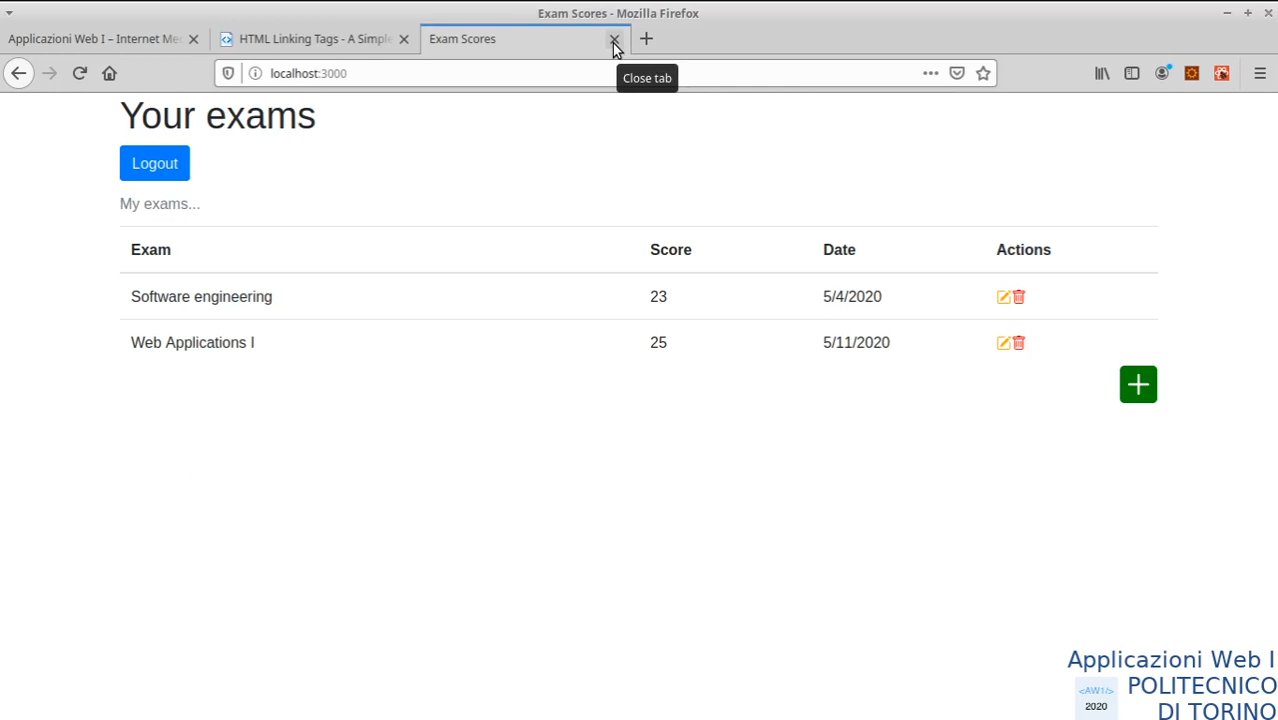 Exam Scores - Mozilla Firefox
Applicazioni Web I – Internet Me
HTML Linking Tags - A Simple
Exam Scores
localhost:3000
Close tab
Your exams
Logout
My exams...
Exam Score Date Actions
Software engineering 23 5/4/2020
Web Applications I 25 5/11/2020
Applicazioni Web I
<AW1/>
2020
POLITECNICO
DI TORINO